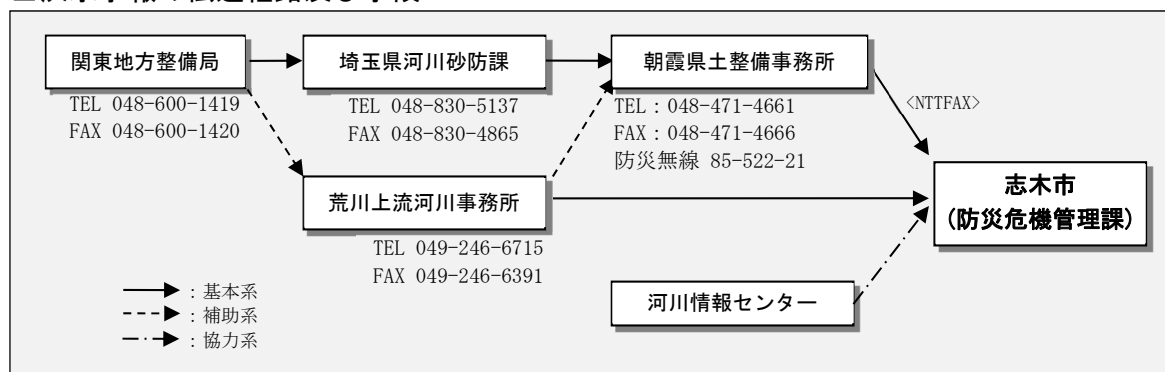 関東地方整備局
TEL 048-600-1419
FAX 048-600-1420
埼玉県河川砂防課
TEL 048-830-5137
FAX 048-830-4865
朝霞県土整備事務所
TEL：048-471-4661
FAX：048-471-4666
防災無線 85-522-21
<NTTFAX>
荒川上流河川事務所
TEL 049-246-6715
FAX 049-246-6391
志木市
(防災危機管理課)
河川情報センター
：基本系
：補助系
：協力系